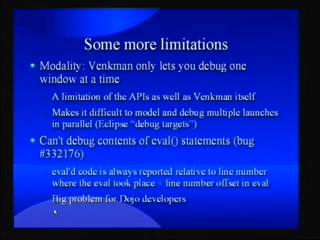 Some more limitations
Modality: Venkman only lets you debug one
window at a time
A limitation of the APIs as well as Venkman itself
Makes it difficult to model and debug multiple launches
in parallel (Eclipse “debug targets”)
Can't debug contents of eval() statements (bug
#332176)
eval'd code is always reported relative to line number
where the eval took place + line number offset in eval
Big problem for Dojo developers